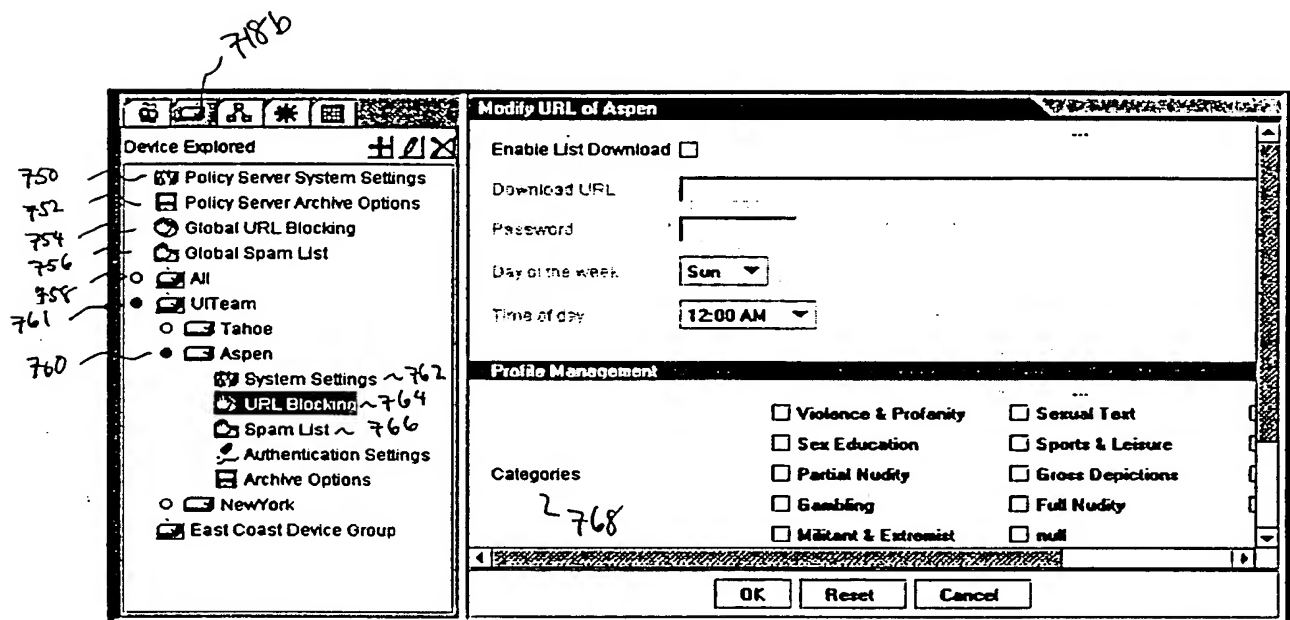 748b
Modify URL of Aspen
Device Explored
Enable List Download
750
Policy Server System Settings
Download URL
752
Policy Server Archive Options
754
Global URL Blocking
Password
756
Global Spam List
758
All
Day of the week
Sun
761
UITeam
Tahoe
Time of day
12:00 AM
760
Aspen
Profile Management
System Settings ~ 762
URL Blocking ~ 764
Violence & Profanity
Sexual Text
Spam List ~ 766
Sex Education
Sports & Leisure
Authentication Settings
Categories
Partial Nudity
Gross Depictions
Archive Options
768
Gambling
Full Nudity
NewYork
East Coast Device Group
Militant & Extremist
null
OK
Reset
Cancel